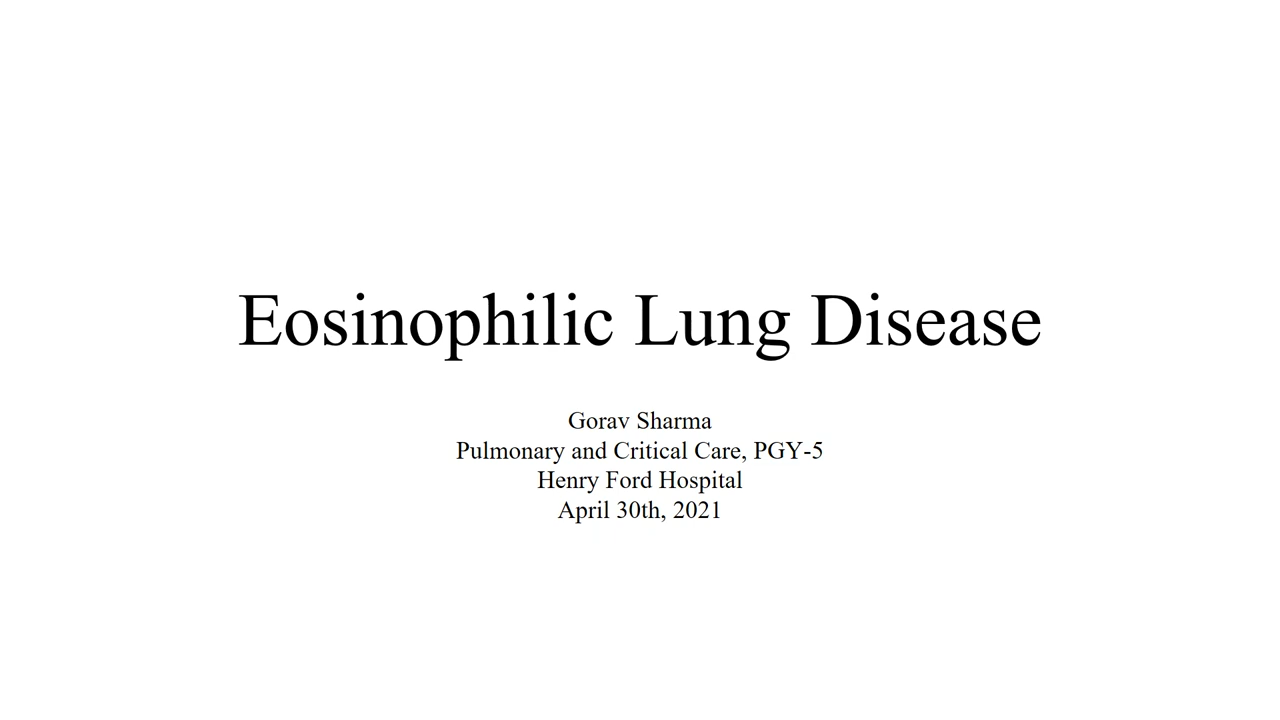 Eosinophilic Lung Disease
Gorav Sharma
Pulmonary and Critical Care, PGY-5
Henry Ford Hospital
April 30th, 2021